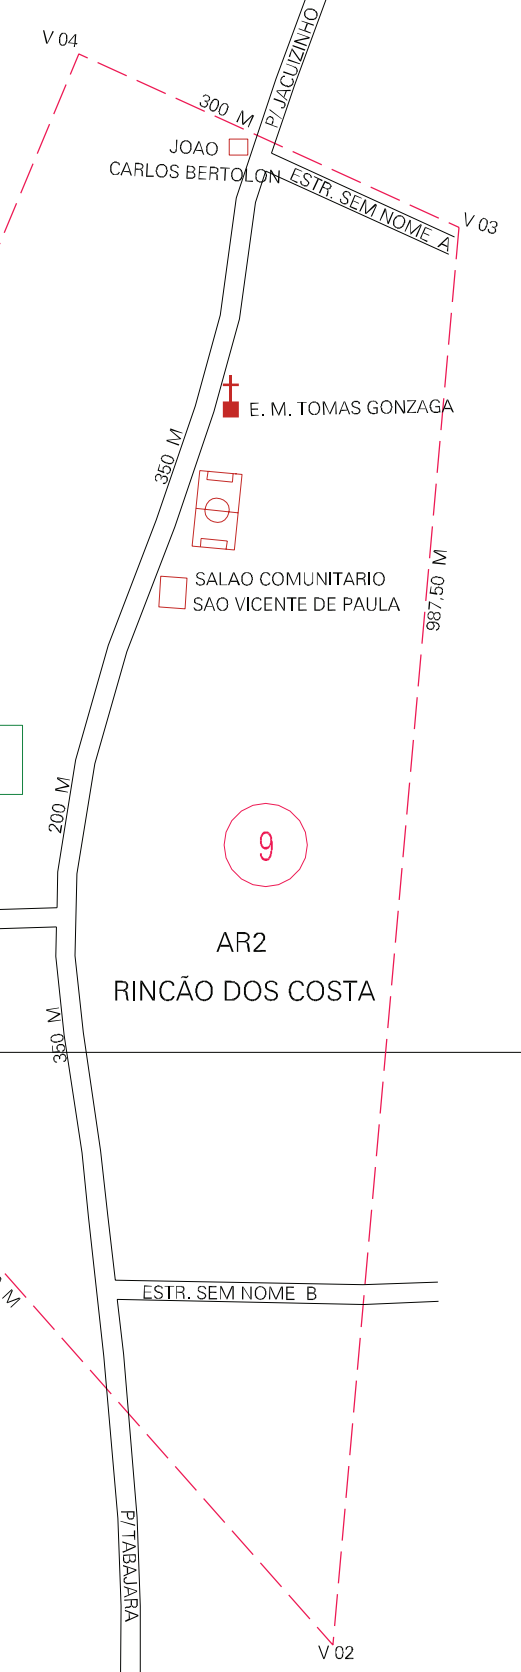 P/ JACUIZINHO
V 04
300 M
JOAO
CARLOS BERTOLON
ESTR. SEM NOME A
V 03
E. M. TOMAS GONZAGA
350 M
SALAO COMUNITARIO
SAO VICENTE DE PAULA
987,50 M
200 M
9
AR2
RINCÃO DOS COSTA
350 M
ESTR. SEM NOME B
M
P/ TABAJARA
V 02